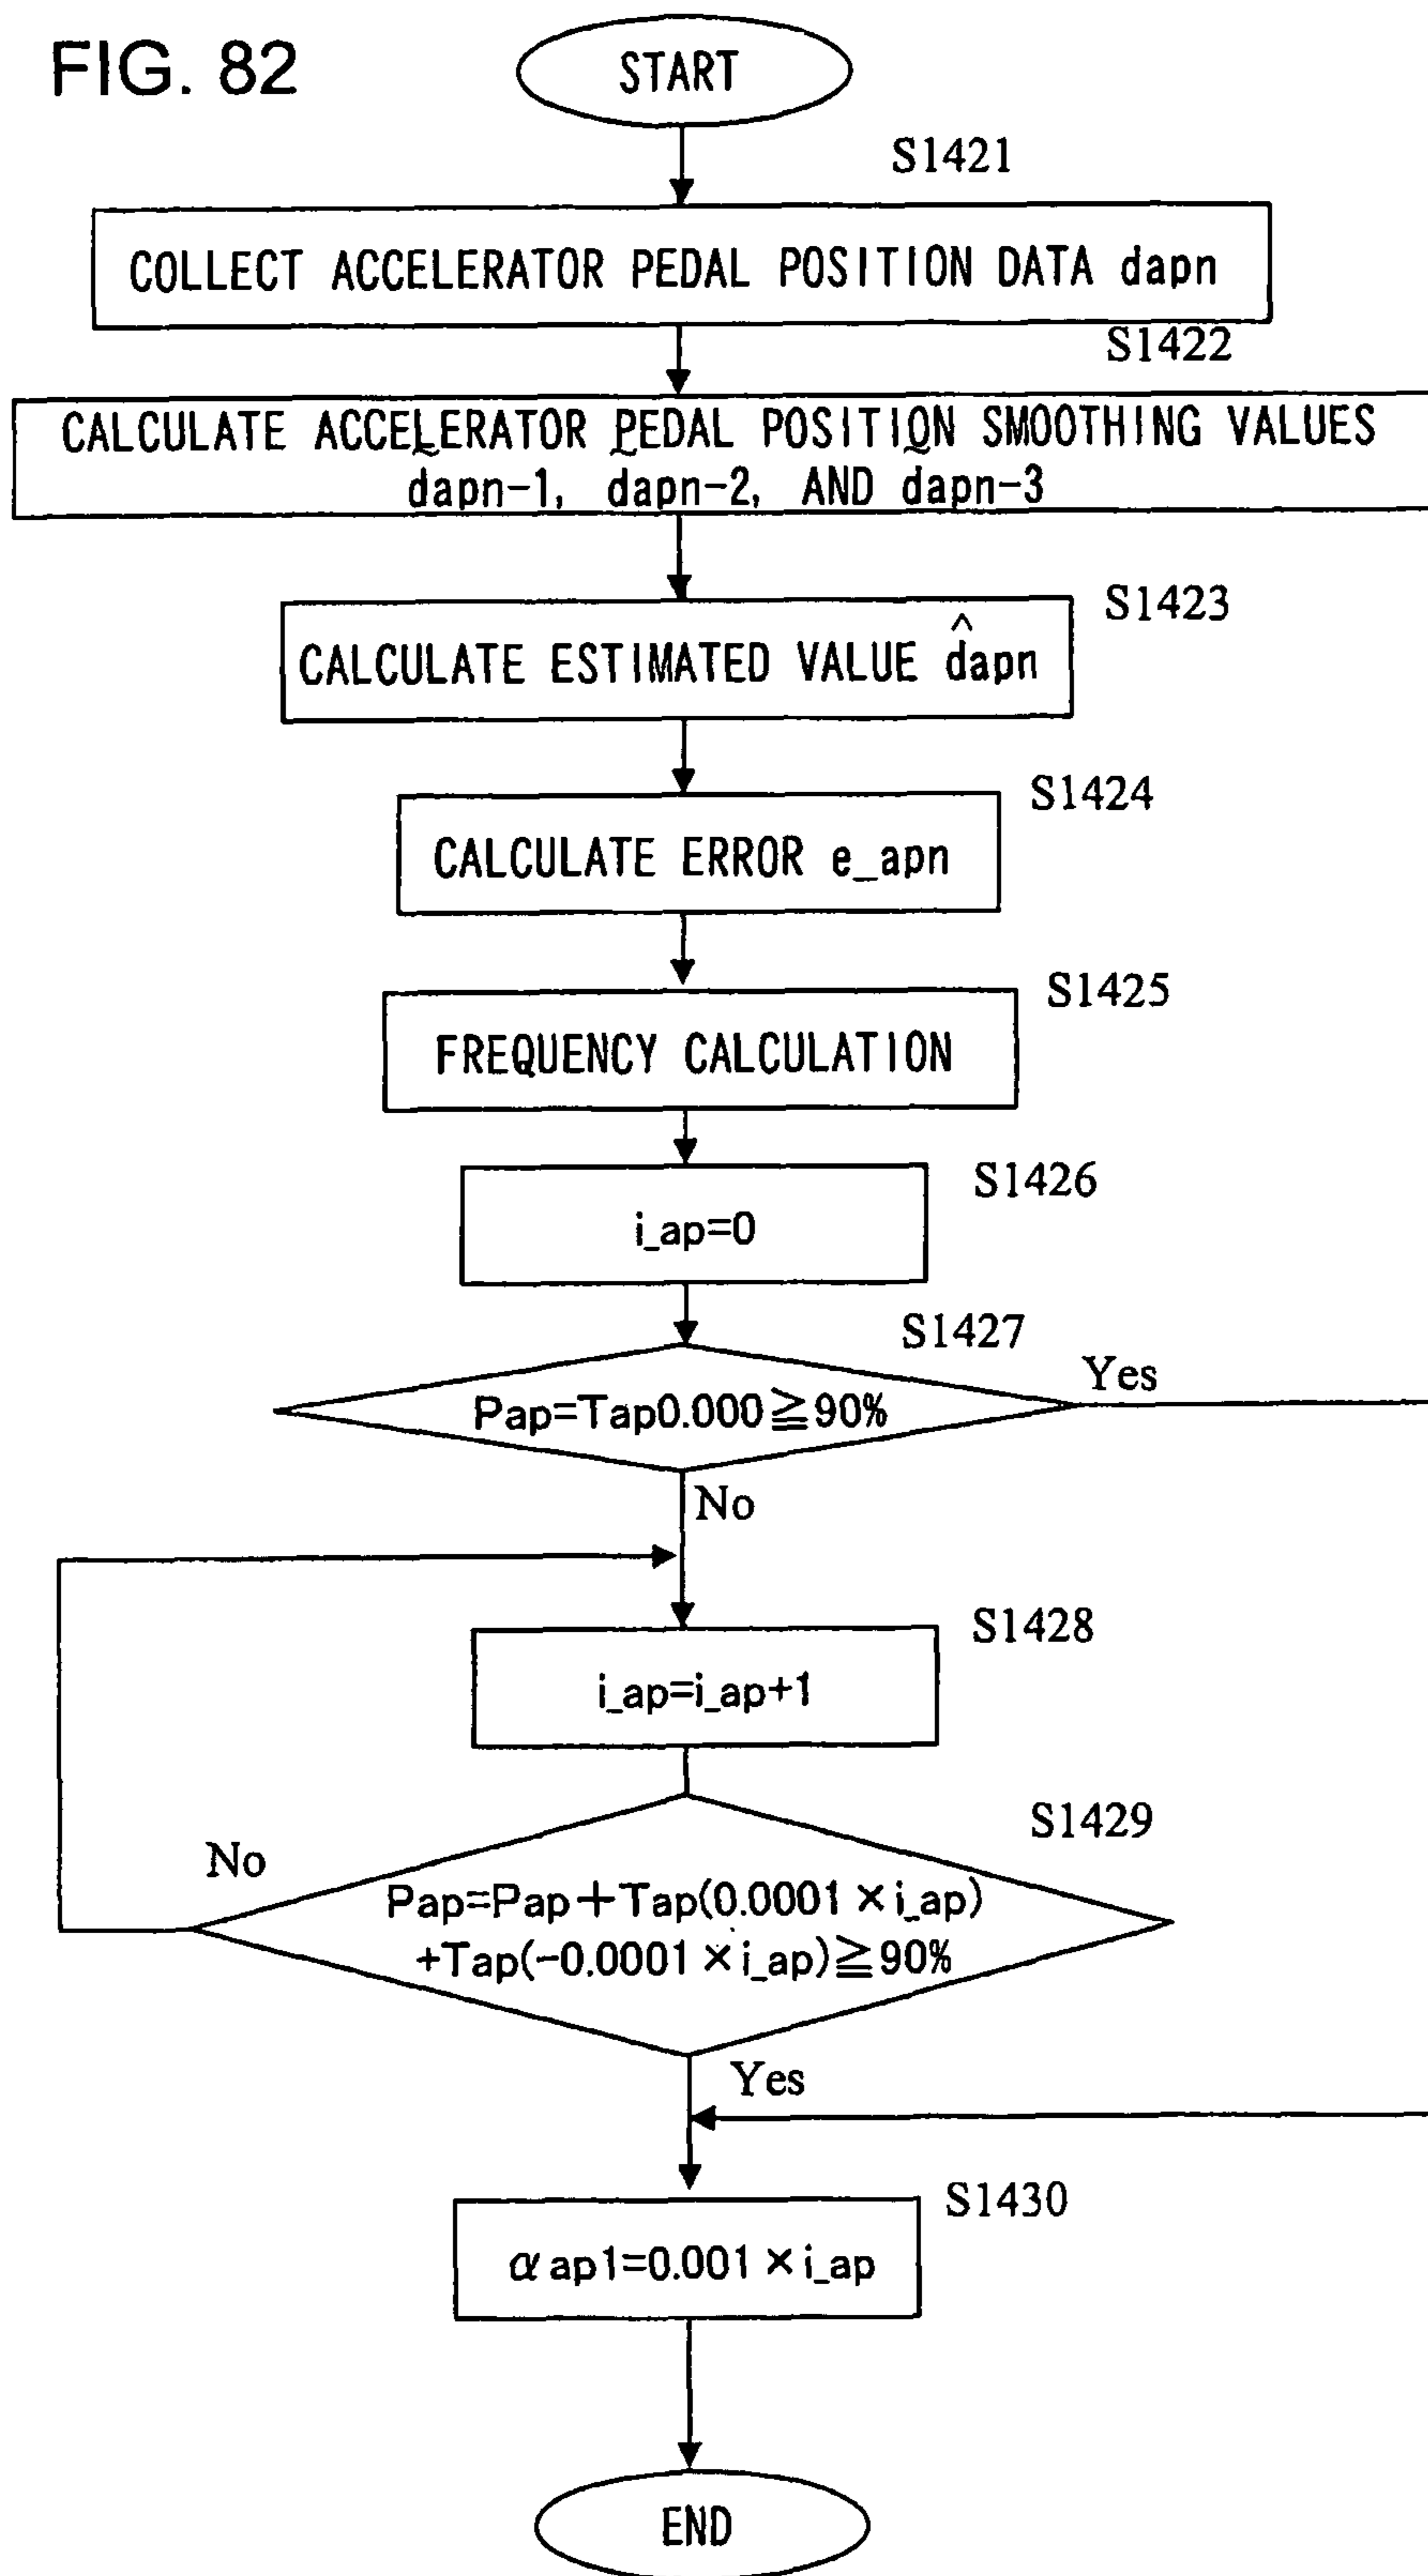 FIG. 82
START
S1421
COLLECT ACCELERATOR PEDAL POSITION DATA dapn
S1422
CALCULATE ACCELERATOR PEDAL POSITION SMOOTHING VALUES
d̃apn-1, d̃apn-2, AND d̃apn-3
S1423
CALCULATE ESTIMATED VALUE d̂apn
S1424
CALCULATE ERROR e_apn
S1425
FREQUENCY CALCULATION
S1426
i_ap=0
S1427
Yes
Pap=Tap0.000≧90%
No
S1428
i_ap=i_ap+1
S1429
No
Pap=Pap+Tap(0.0001×i_ap)
+Tap(-0.0001×i_ap)≧90%
Yes
S1430
αap1=0.001×i_ap
END